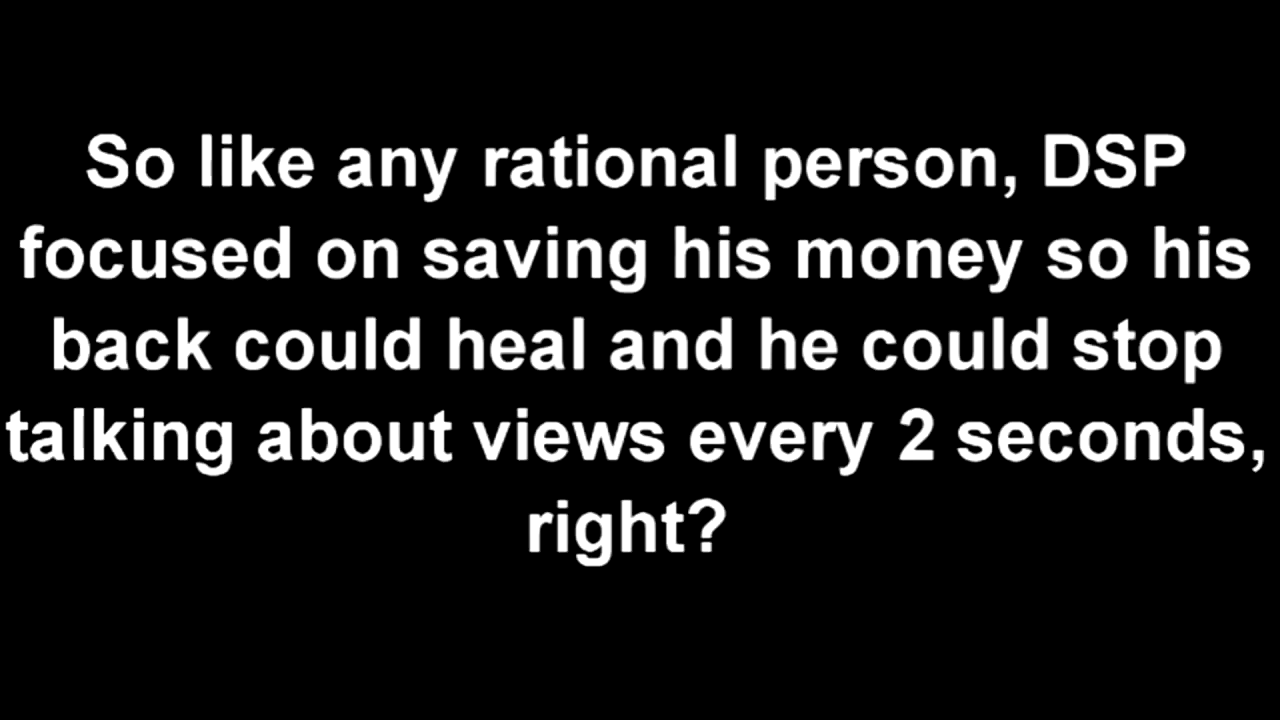 So like any rational person, DSP
focused on saving his money so his
back could heal and he could stop
talking about views every 2 seconds,
right?